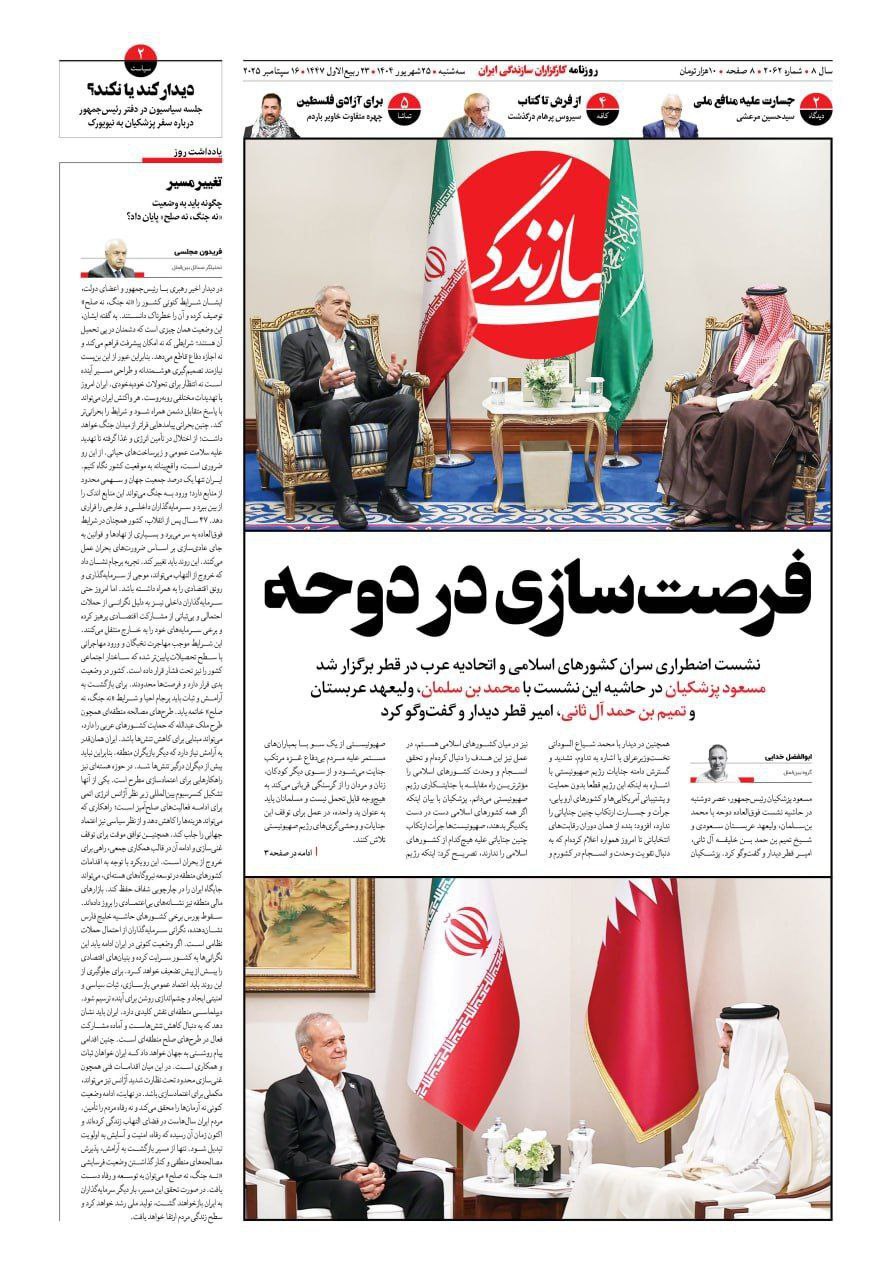 سال ۸ • شماره ۲۰۶۲ • ۸ صفحه • ۱۰ هزار تومان
روزنامه کارگزاران سازندگی ایران
سه‌شنبه • ۲۵ شهریور ۱۴۰۴ • ۲۳ ربیع‌الاول ۱۴۴۷ • ۱۶ سپتامبر ۲۰۲۵
۲
دیدگاه
جسارت علیه منافع ملی
سیدحسین مرعشی
۴
کافه
از فرش تا کتاب
سیروس پرهام درگذشت
۵
تماشا
برای آزادی فلسطین
چهره متفاوت خاویر باردم
۲
سیاست
دیدار کند یا نکند؟
جلسه سیاسیون در دفتر رئیس‌جمهور
درباره سفر پزشکیان به نیویورک
سازندگی
فرصت‌سازی در دوحه
نشست اضطراری سران کشورهای اسلامی و اتحادیه عرب در قطر برگزار شد
مسعود پزشکیان در حاشیه این نشست با محمد بن سلمان، ولیعهد عربستان
و تمیم بن حمد آل ثانی، امیر قطر دیدار و گفت‌وگو کرد
ابوالفضل خدایی
گروه بین‌الملل
مسعود پزشکیان رئیس‌جمهور، عصر دوشنبه
در حاشیه نشست فوق‌العاده دوحه با محمد
بن‌سلمان، ولیعهد عربستان سعودی و
شیخ تمیم بن حمد بن خلیفه آل ثانی،
امیر قطر دیدار و گفت‌وگو کرد. پزشکیان
همچنین در دیدار با محمد شیاع السودانی
نخست‌وزیر عراق با اشاره به تداوم، تشدید و
گسترش دامنه جنایات رژیم صهیونیستی با
اشاره به اینکه این رژیم قطعا بدون حمایت
و پشتیبانی آمریکایی‌ها و کشورهای اروپایی،
جرأت و جسارت ارتکاب چنین جنایاتی را
ندارد، افزود: بنده از همان دوران رقابت‌های
انتخاباتی تا امروز همواره اعلام کرده‌ام که به
دنبال تقویت وحدت و انسجام در کشورم و
نیز در میان کشورهای اسلامی هستم، در
عمل نیز این هدف را دنبال کرده‌ام و تحقق
انسجام و وحدت کشورهای اسلامی را
مؤثرترین راه مقابله با جنایتکاری رژیم
صهیونیستی می‌دانم. پزشکیان با بیان اینکه
اگر همه کشورهای اسلامی دست در دست
یکدیگر بدهند، صهیونیست‌ها جرأت ارتکاب
چنین جنایاتی علیه هیچ‌کدام از کشورهای
اسلامی را ندارند، تصریح کرد: اینکه رژیم
صهیونیستی از یک سو با بمباران‌های
مستمر علیه مردم بی‌دفاع غزه مرتکب
جنایت می‌شود و از سوی دیگر کودکان،
زنان و مردان را از گرسنگی قربانی می‌کند به
هیچ‌وجه قابل تحمل نیست و مسلمانان باید
به عنوان ید واحده، در عمل برای توقف این
جنایات و وحشی‌گری‌های رژیم صهیونیستی
تلاش کنند.
ادامه در صفحه ۳
یادداشت روز
تغییر مسیر
چگونه باید به وضعیت
«نه جنگ، نه صلح» پایان داد؟
فریدون مجلسی
تحلیلگر مسائل بین‌الملل
در دیدار اخیر رهبری با رئیس‌جمهور و اعضای دولت،
ایشان شرایط کنونی کشور را «نه جنگ، نه صلح»
توصیف کرده و آن را خطرناک دانستند. به گفته ایشان،
این وضعیت همان چیزی است که دشمنان در پی تحمیل
آن هستند؛ شرایطی که نه امکان پیشرفت فراهم می‌کند و
نه اجازه دفاع قاطع می‌دهد. بنابراین عبور از این بن‌بست
نیازمند تصمیم‌گیری هوشمندانه و طراحی مسیر آینده
است نه انتظار برای تحولات خودبه‌خودی. ایران امروز
با تهدیدات مختلفی روبه‌روست. هر واکنش ایران می‌تواند
با پاسخ متقابل دشمن همراه شود و شرایط را بحرانی‌تر
کند. چنین بحرانی پیامدهایی فراتر از میدان جنگ خواهد
داشت؛ از اختلال در تأمین انرژی و غذا گرفته تا تهدید
علیه سلامت عمومی و زیرساخت‌های حیاتی. از این رو
ضروری است، واقع‌بینانه به موقعیت کشور نگاه کنیم.
ایران تنها یک درصد جمعیت جهان و سهمی محدود
از منابع دارد؛ ورود به جنگ می‌تواند این منابع اندک را
از بین ببرد و سرمایه‌گذاران داخلی و خارجی را فراری
دهد. ۴۷ سال پس از انقلاب، کشور همچنان در شرایط
فوق‌العاده به سر می‌برد و بسیاری از نهادها و قوانین به
جای عادی‌سازی بر اساس ضرورت‌های بحران عمل
می‌کنند. این روند باید تغییر کند. تجربه برجام نشان داد
که خروج از التهاب می‌تواند، موجی از سرمایه‌گذاری و
رونق اقتصادی را به همراه داشته باشد. اما امروز حتی
سرمایه‌گذاران داخلی نیز به دلیل نگرانی از حملات
احتمالی و بی‌ثباتی از مشارکت اقتصادی پرهیز کرده
و برخی سرمایه‌های خود را به خارج منتقل می‌کنند.
این شرایط موجب مهاجرت نخبگان و ورود مهاجرانی
با سطح تحصیلات پایین‌تر شده که ساختار اجتماعی
کشور را نیز تحت فشار قرار داده است. کشور در وضعیت
بدی قرار دارد و فرصت‌ها محدودند. برای بازگشت به
آرامش و ثبات باید برجام احیا و شرایط «نه جنگ، نه
صلح» خاتمه یابد. طرح‌های مصالحه منطقه‌ای همچون
طرح ملک عبدالله که حمایت کشورهای عربی را دارد،
می‌تواند مبنایی برای کاهش تنش‌ها باشد. ایران همان‌قدر
به آرامش نیاز دارد که دیگر بازیگران منطقه. بنابراین نباید
پیش از دیگران درگیر تنش‌ها شد. در حوزه هسته‌ای نیز
راهکارهایی برای اعتمادسازی مطرح است. یکی از آنها
تشکیل کنسرسیوم بین‌المللی زیر نظر آژانس انرژی اتمی
برای ادامه فعالیت‌های صلح‌آمیز است؛ راهکاری که
می‌تواند هزینه‌ها را کاهش دهد و از نظر سیاسی نیز اعتماد
جهانی را جلب کند. همچنین توافق موقت برای توقف
غنی‌سازی و ادامه آن در قالب همکاری جمعی، راهی برای
خروج از بحران است. این رویکرد با توجه به اقدامات
کشورهای منطقه در توسعه نیروگاه‌های هسته‌ای، می‌تواند
جایگاه ایران را در چارچوبی شفاف حفظ کند. بازارهای
مالی منطقه نیز نشانه‌های بی‌اعتمادی را بروز داده‌اند.
سقوط بورس برخی کشورهای حاشیه خلیج فارس
نشان‌دهنده، نگرانی سرمایه‌گذاران از احتمال حملات
نظامی است. اگر وضعیت کنونی در ایران ادامه یابد این
نگرانی‌ها به کشور سرایت کرده و بنیان‌های اقتصادی
را بیش از پیش تضعیف خواهد کرد. برای جلوگیری از
این روند باید اعتماد عمومی بازسازی، ثبات سیاسی و
امنیتی ایجاد و چشم‌اندازی روشن برای آینده ترسیم شود.
دیپلماسی منطقه‌ای نقش کلیدی دارد. ایران باید نشان
دهد که به دنبال کاهش تنش‌هاست و آماده مشارکت
فعال در طرح‌های صلح منطقه‌ای است. چنین اقدامی
پیام روشنی به جهان خواهد داد که ایران خواهان ثبات
و همکاری است. در این میان اقدامات فنی همچون
غنی‌سازی محدود تحت نظارت شدید آژانس نیز می‌تواند،
مکملی برای اعتمادسازی باشد. در نهایت، ادامه وضعیت
کنونی نه آرمان‌ها را محقق می‌کند و نه رفاه مردم را تأمین.
مردم ایران سال‌هاست در فضای التهاب زندگی کرده‌اند و
اکنون زمان آن رسیده که رفاه، امنیت و آسایش به اولویت
تبدیل شود. تنها از مسیر بازگشت به آرامش، پذیرش
مصالحه‌های منطقی و کنار گذاشتن وضعیت فرسایشی
«نه جنگ، نه صلح» می‌توان به توسعه و رفاه دست
یافت. در صورت تحقق این مسیر، بار دیگر سرمایه‌گذاران
به ایران بازخواهند گشت، تولید ملی رشد خواهد کرد و
سطح زندگی مردم ارتقا خواهد یافت.